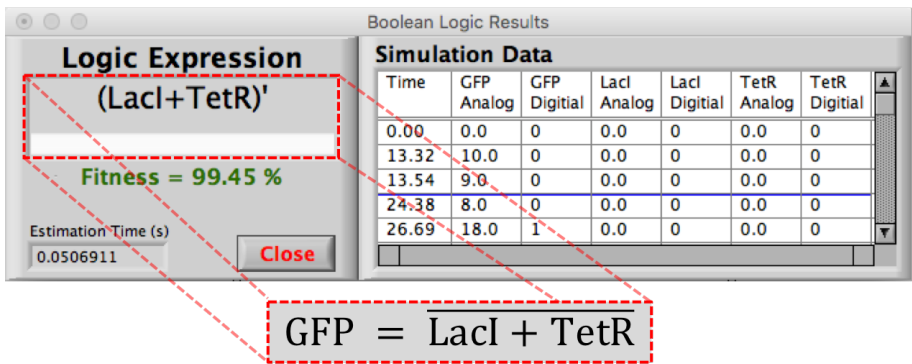 Boolean Logic Results
Logic Expression
(LacI+TetR)'
Fitness = 99.45 %
Estimation Time (s)
0.0506911
Close
Simulation Data
Time GFP Analog GFP Digitial LacI Analog LacI Digitial TetR Analog TetR Digitial
0.00 0.0 0 0.0 0 0.0 0
13.32 10.0 0 0.0 0 0.0 0
13.54 9.0 0 0.0 0 0.0 0
24.38 8.0 0 0.0 0 0.0 0
26.69 18.0 1 0.0 0 0.0 0
GFP = \overline{LacI + TetR}